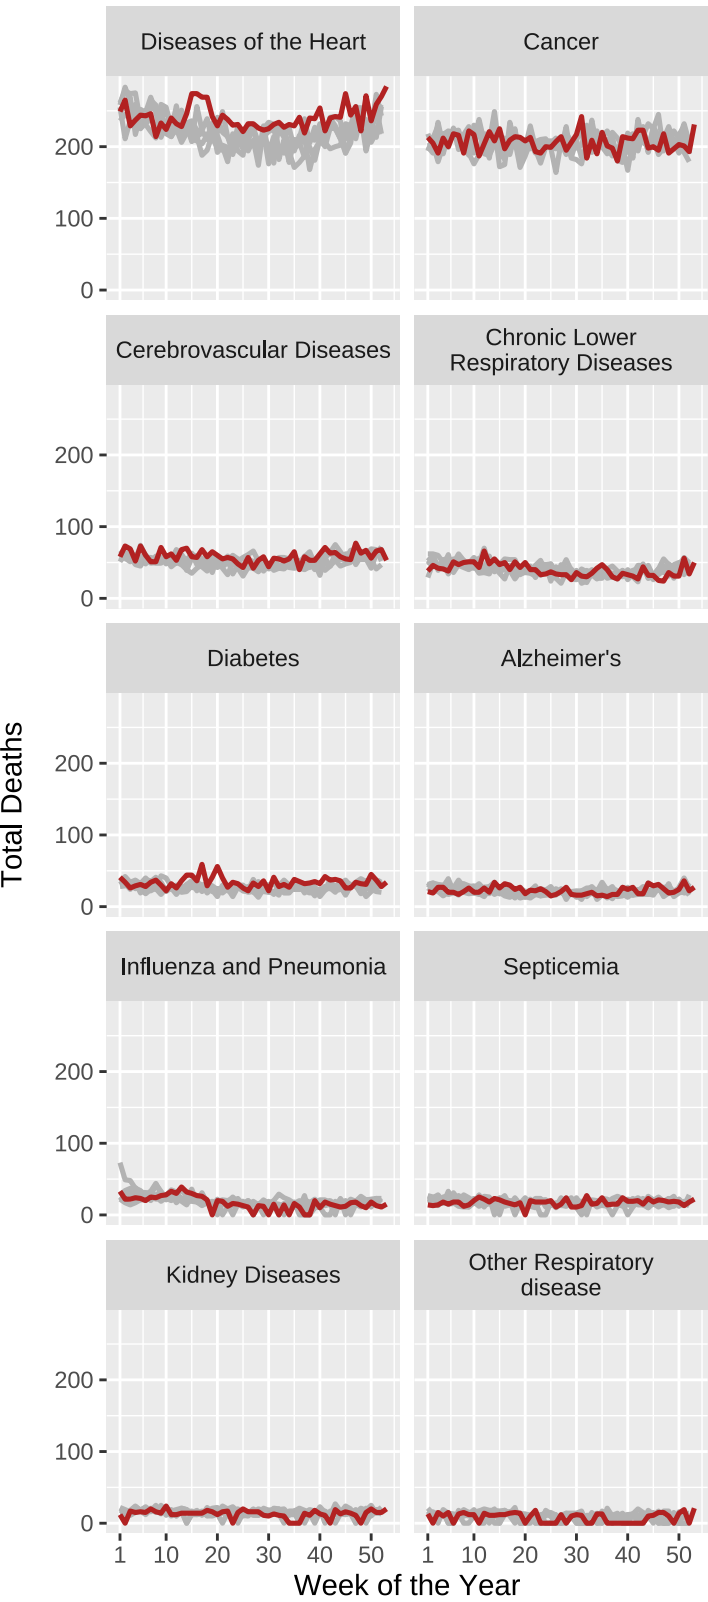 Diseases of the Heart
Cancer
200
100
0
Cerebrovascular Diseases
Chronic Lower
Respiratory Diseases
200
100
0
Diabetes
Alzheimer's
200
100
0
Total Deaths
Influenza and Pneumonia
Septicemia
200
100
0
Kidney Diseases
Other Respiratory
disease
200
100
0
1 10 20 30 40 50
1 10 20 30 40 50
Week of the Year